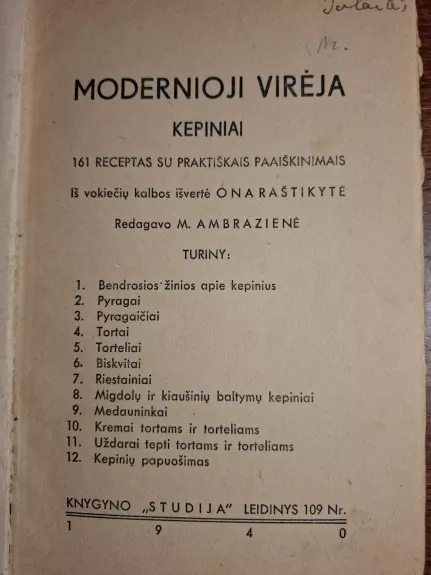 Nr.
MODERNIOJI VIRĖJA
KEPINIAI
161 RECEPTAS SU PRAKTIŠKAIS PAAIŠKINIMAIS
Iš vokiečių kalbos išvertė ONA RAŠTIKYTĖ
Redagavo M. AMBRAZIENĖ
TURINY:
1. Bendrosios žinios apie kepinius
2. Pyragai
3. Pyragaičiai
4. Tortai
5. Torteliai
6. Biskvitai
7. Riestainiai
8. Migdolų ir kiaušinių baltymų kepiniai
9. Medauninkai
10. Kremai tortams ir torteliams
11. Uždarai tepti tortams ir torteliams
12. Kepinių papuošimas
KNYGYNO „STUDIJA" LEIDINYS 109 Nr.
1 9 4 0